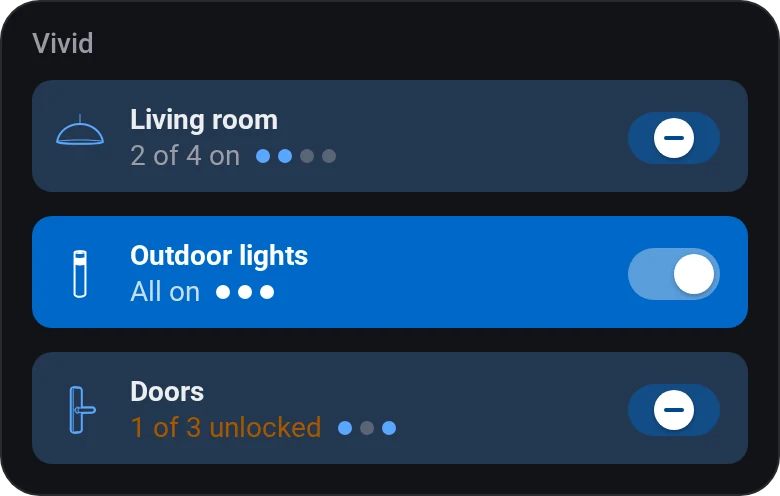 Vivid
Living room
2 of 4 on
Outdoor lights
All on
Doors
1 of 3 unlocked